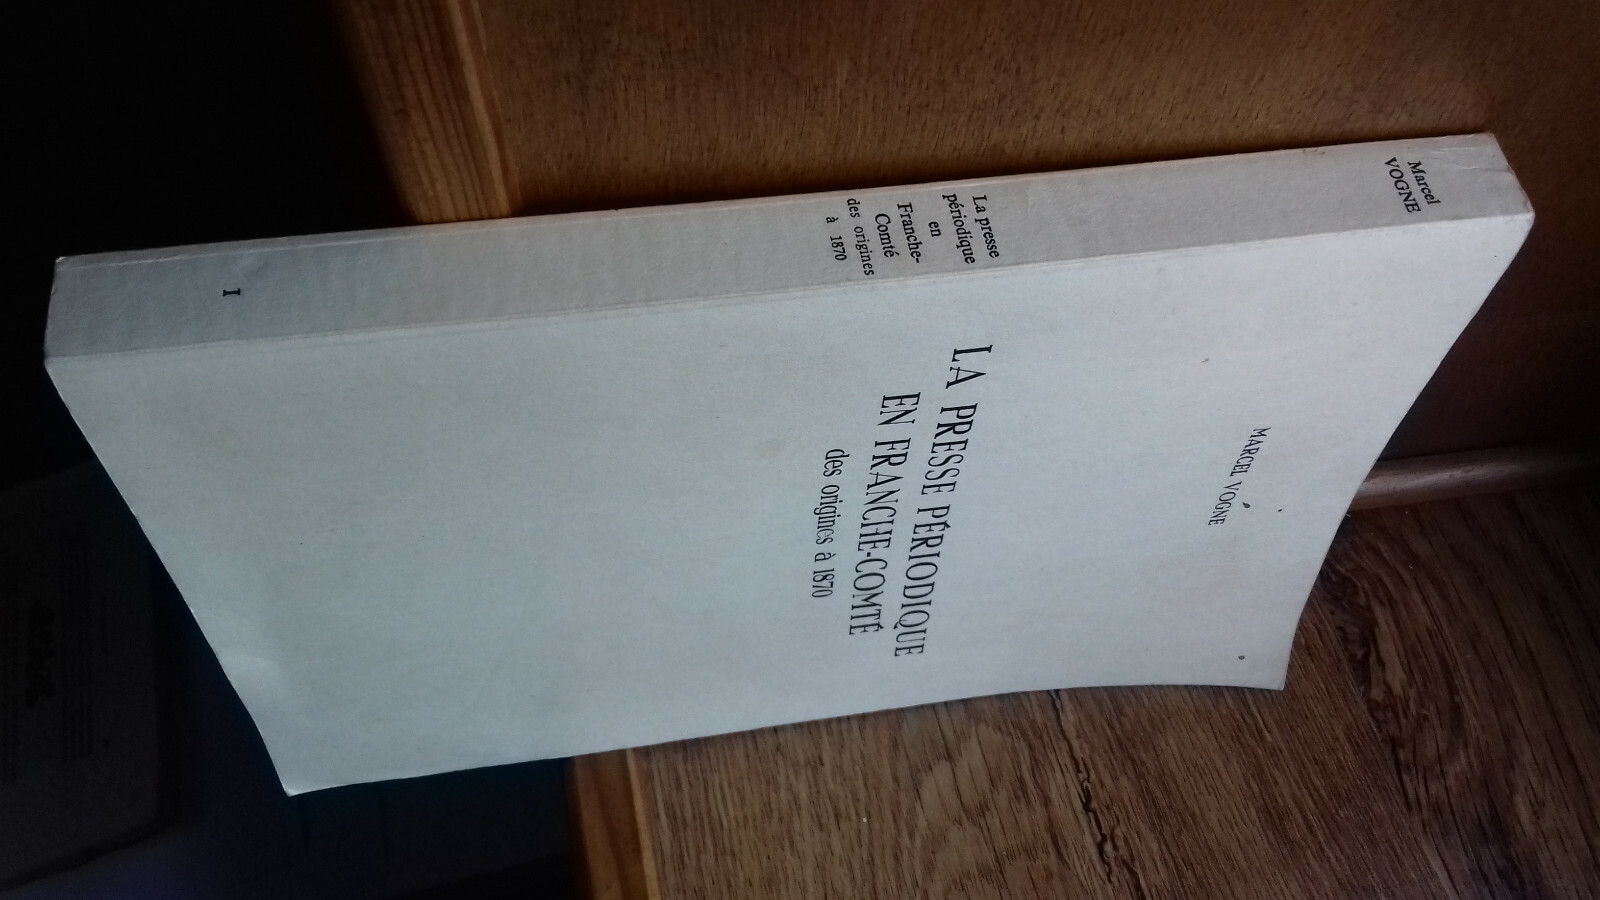 Marcel
VOGNE
La presse
périodique
en
Franche-
Comté
des origines
à 1870
I
MARCEL VOGNE
LA PRESSE PÉRIODIQUE
EN FRANCHE-COMTÉ
des origines à 1870